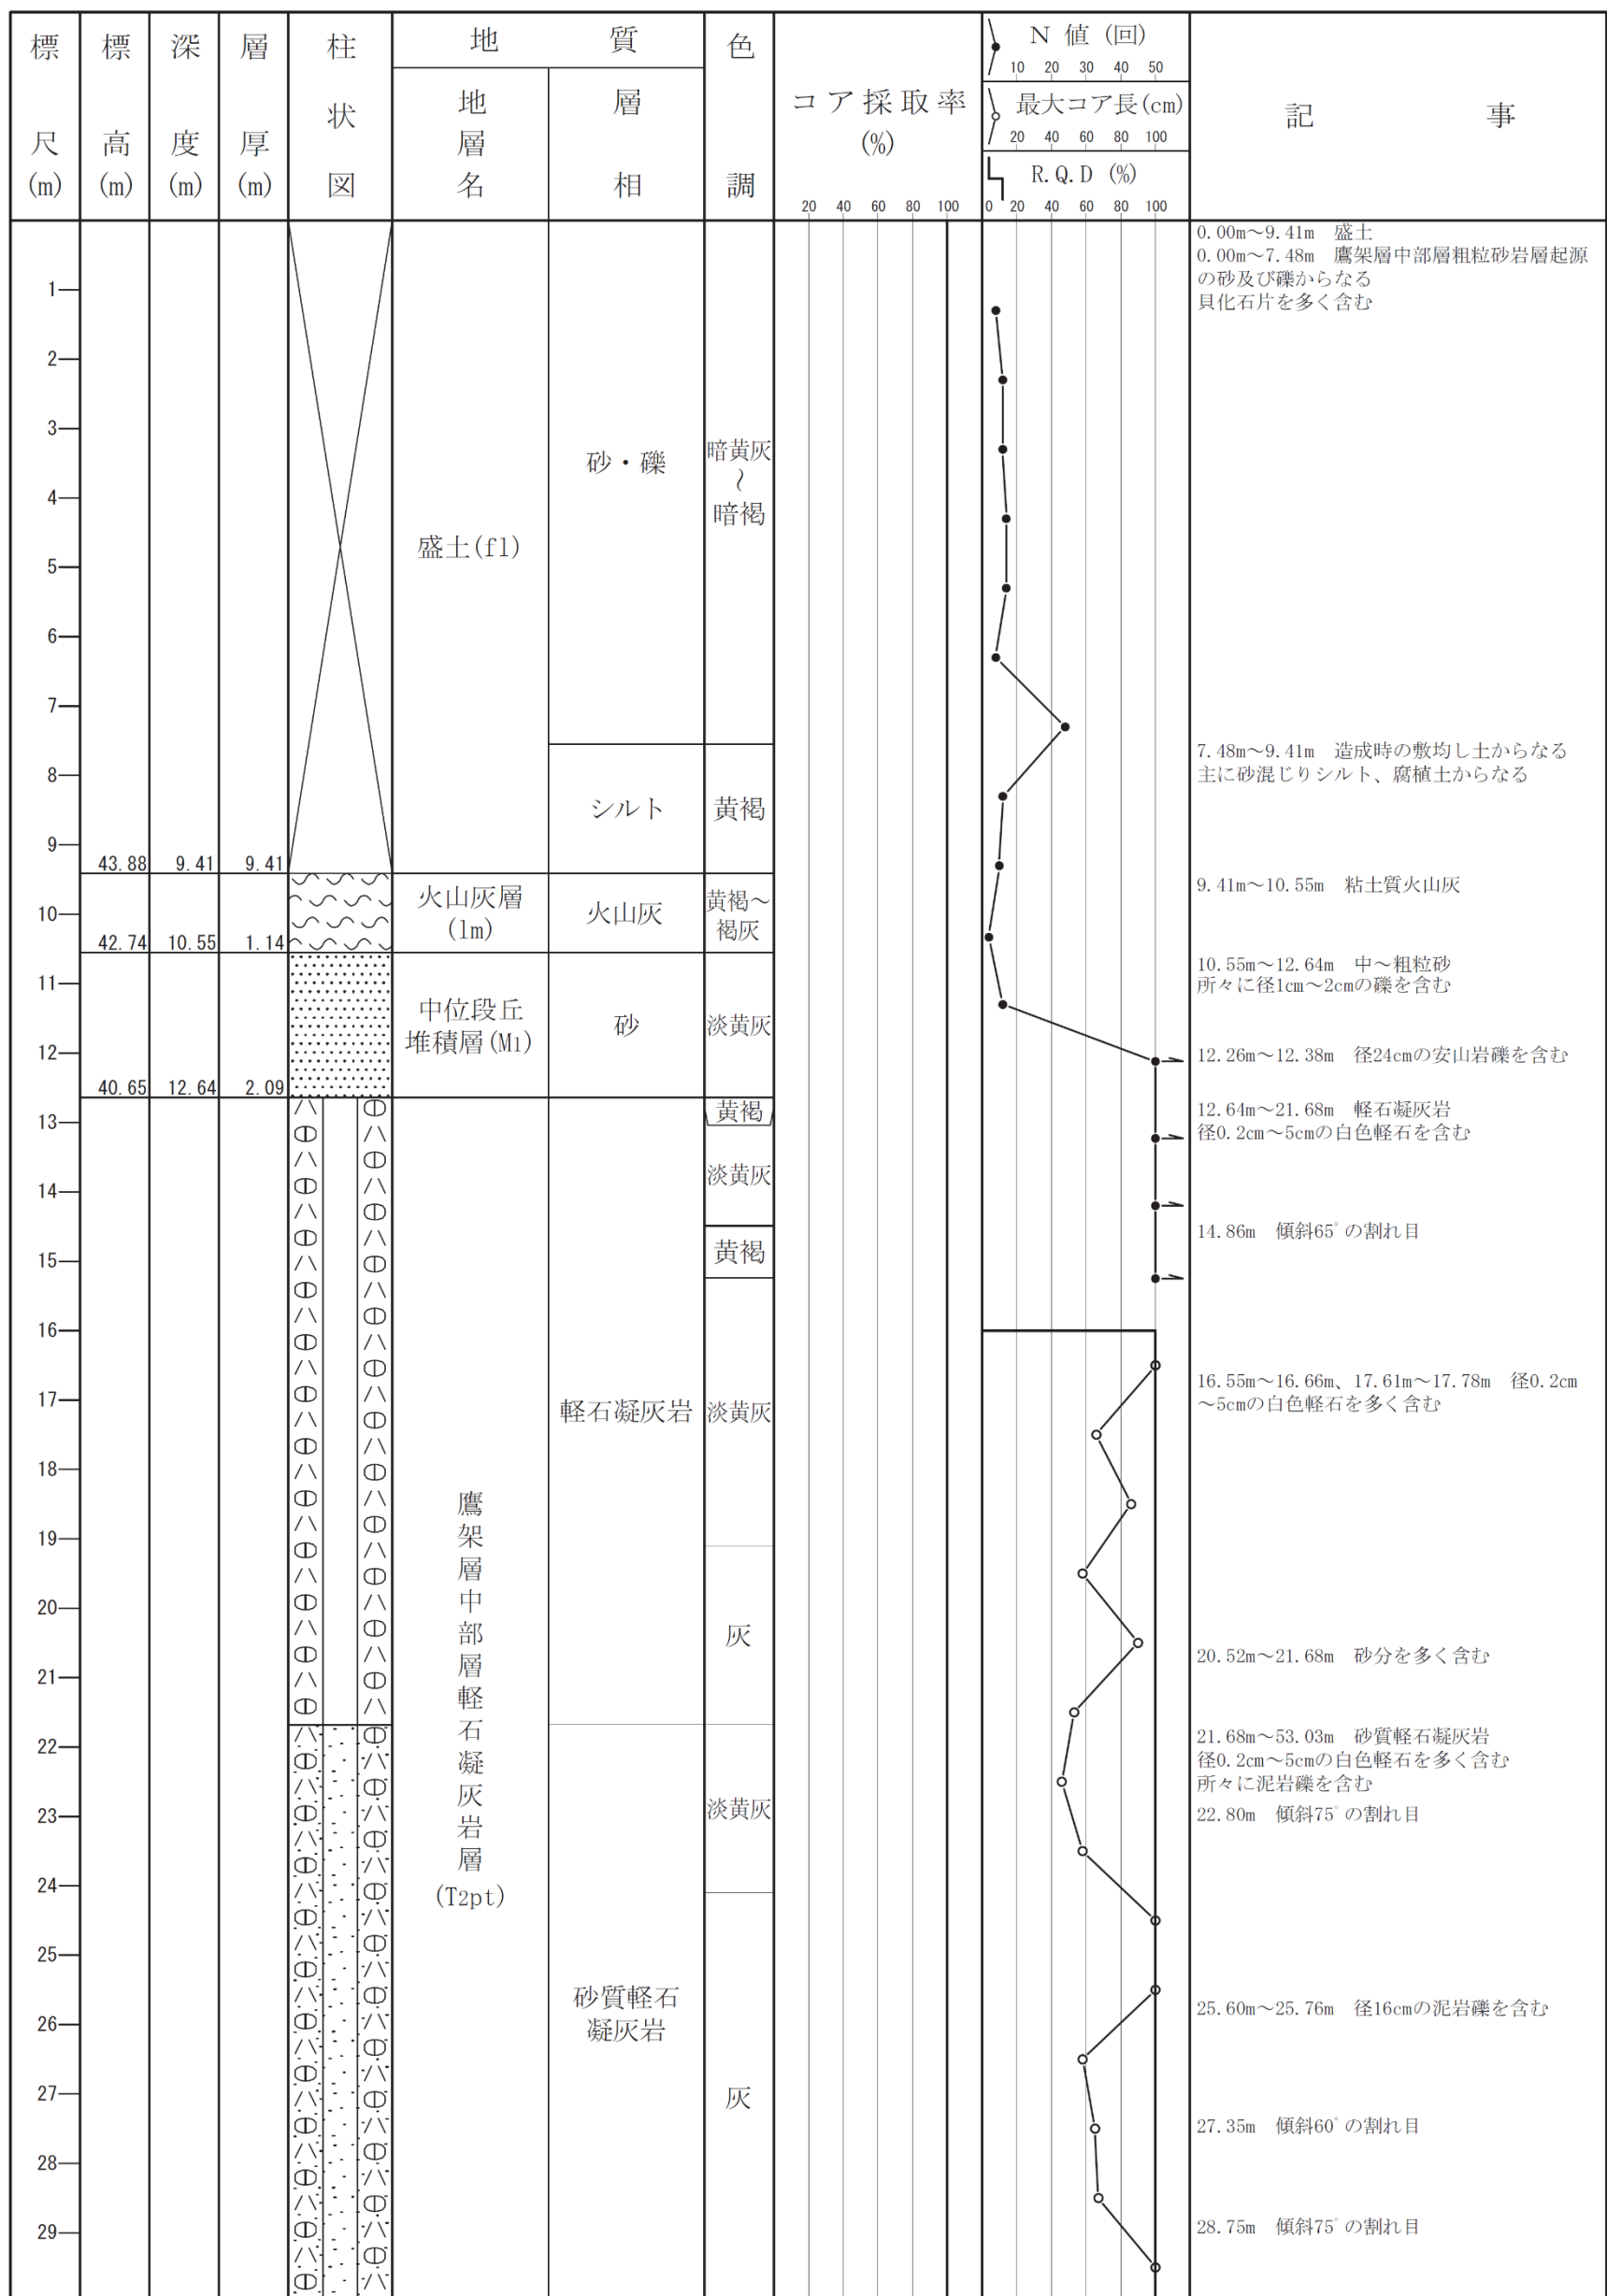 標尺(m)
標高(m)
深度(m)
層厚(m)
柱状図
地質
地層名
層相
色調
コア採取率
(%)
20 40 60 80 100
N 値 (回)
10 20 30 40 50
最大コア長(cm)
20 40 60 80 100
R.Q.D (%)
0 20 40 60 80 100
記事
1
2
3
4
5
6
7
8
9
10
11
12
13
14
15
16
17
18
19
20
21
22
23
24
25
26
27
28
29
43.88 9.41 9.41
42.74 10.55 1.14
40.65 12.64 2.09
盛土(fl)
火山灰層
(lm)
中位段丘
堆積層(M1)
鷹架層中部層軽石凝灰岩層
(T2pt)
砂・礫
シルト
火山灰
砂
軽石凝灰岩
砂質軽石
凝灰岩
暗黄灰
～
暗褐
黄褐
黄褐～
褐灰
淡黄灰
黄褐
淡黄灰
黄褐
淡黄灰
灰
淡黄灰
灰
0.00m～9.41m 盛土
0.00m～7.48m 鷹架層中部層粗粒砂岩層起源
の砂及び礫からなる
貝化石片を多く含む
7.48m～9.41m 造成時の敷均し土からなる
主に砂混じりシルト、腐植土からなる
9.41m～10.55m 粘土質火山灰
10.55m～12.64m 中～粗粒砂
所々に径1cm～2cmの礫を含む
12.26m～12.38m 径24cmの安山岩礫を含む
12.64m～21.68m 軽石凝灰岩
径0.2cm～5cmの白色軽石を含む
14.86m 傾斜65°の割れ目
16.55m～16.66m、17.61m～17.78m 径0.2cm
～5cmの白色軽石を多く含む
20.52m～21.68m 砂分を多く含む
21.68m～53.03m 砂質軽石凝灰岩
径0.2cm～5cmの白色軽石を多く含む
所々に泥岩礫を含む
22.80m 傾斜75°の割れ目
25.60m～25.76m 径16cmの泥岩礫を含む
27.35m 傾斜60°の割れ目
28.75m 傾斜75°の割れ目